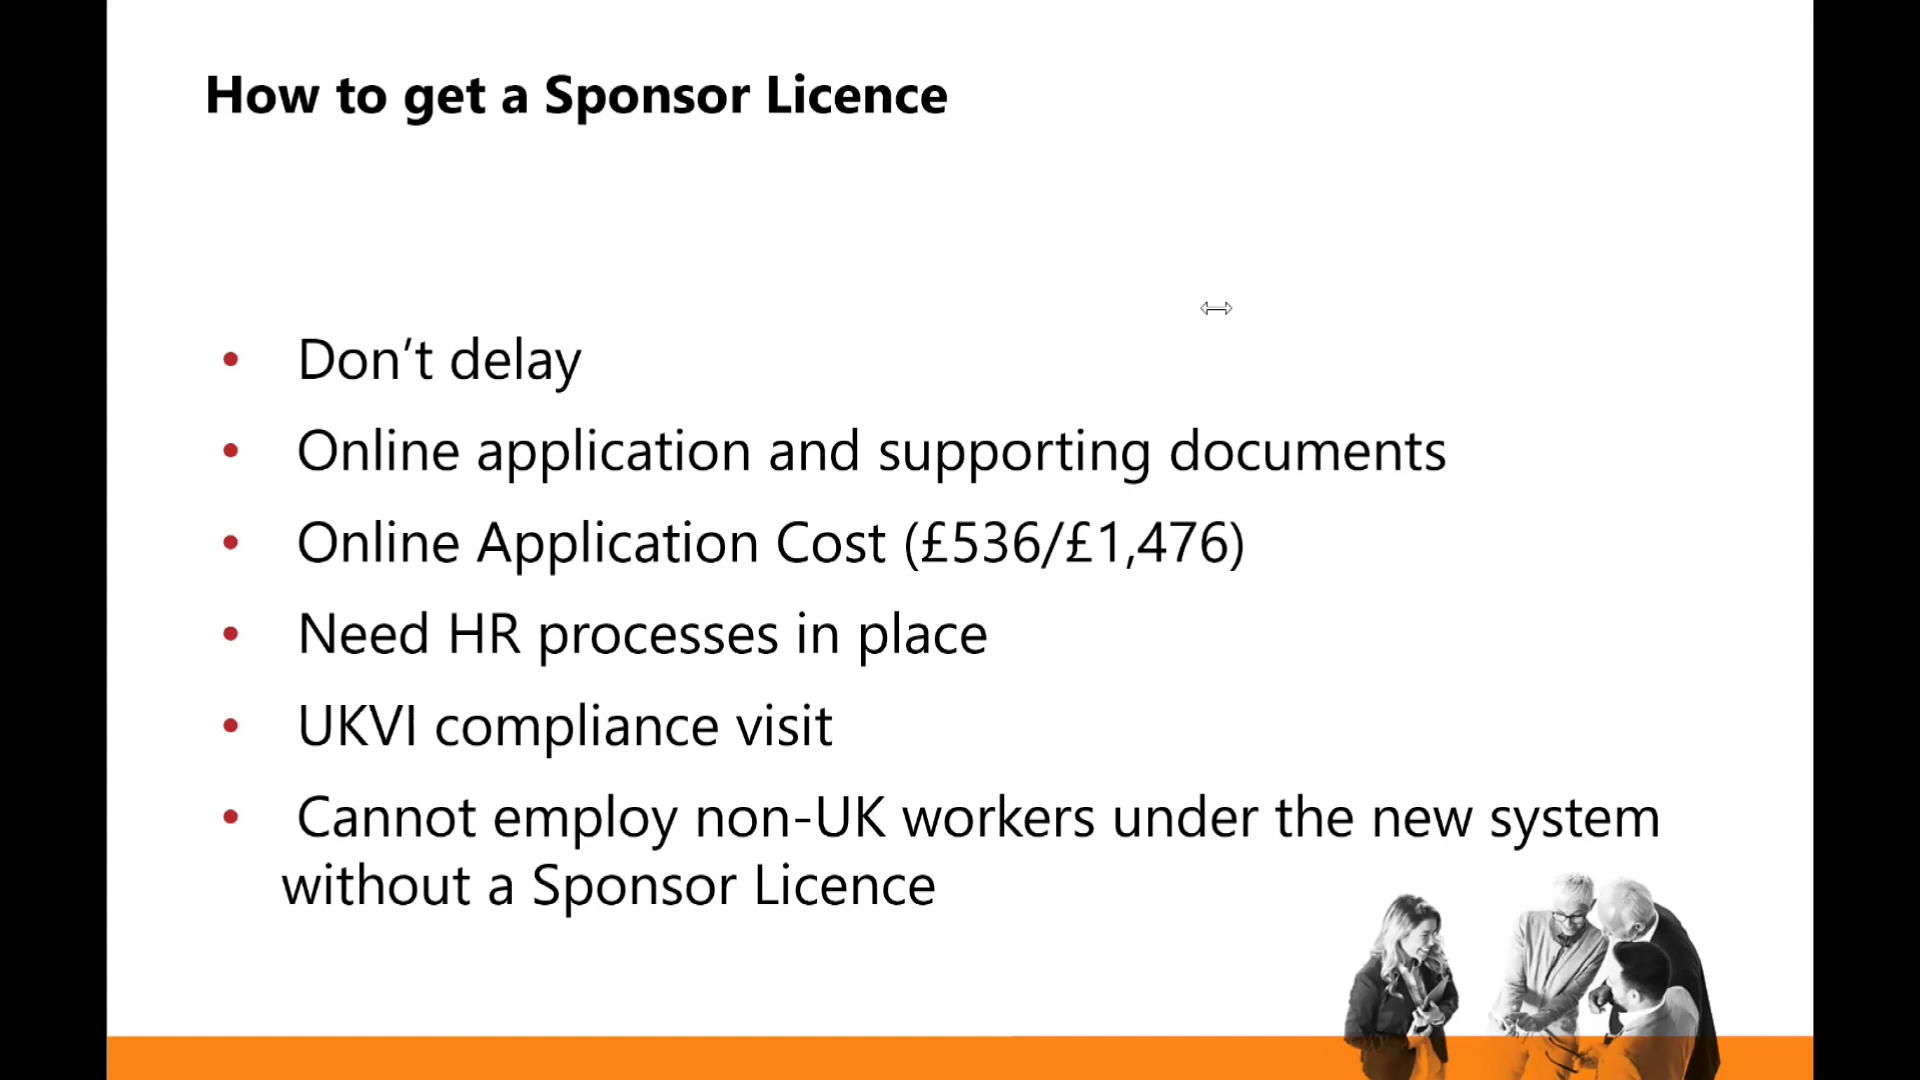 How to get a Sponsor Licence
• Don’t delay
• Online application and supporting documents
• Online Application Cost (£536/£1,476)
• Need HR processes in place
• UKVI compliance visit
• Cannot employ non-UK workers under the new system
without a Sponsor Licence